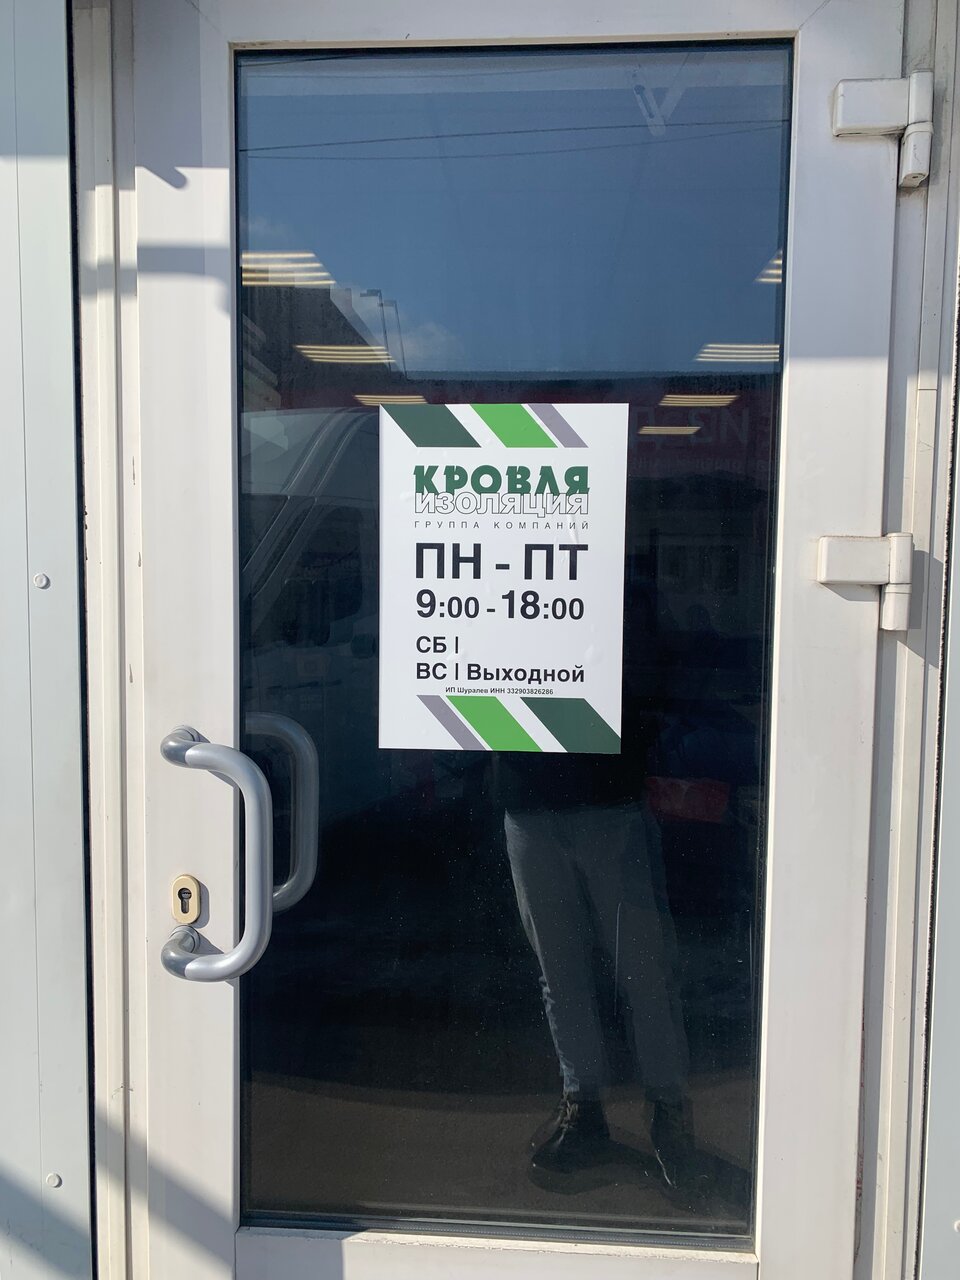 КРОВЛЯ
ИЗОЛЯЦИЯ
ГРУППА КОМПАНИЙ
ПН - ПТ
9:00 - 18:00
СБ |
ВС | Выходной
ИП Шуралев ИНН 332903826286